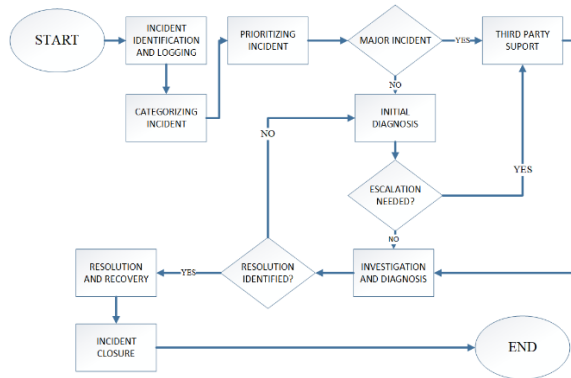 START
INCIDENT
IDENTIFICATION
AND LOGGING
CATEGORIZING
INCIDENT
PRIORITIZING
INCIDENT
MAJOR INCIDENT
YES
THIRD PARTY
SUPORT
NO
INITIAL
DIAGNOSIS
NO
ESCALATION
NEEDED?
YES
NO
INVESTIGATION
AND DIAGNOSIS
RESOLUTION
IDENTIFIED?
YES
RESOLUTION
AND RECOVERY
INCIDENT
CLOSURE
END